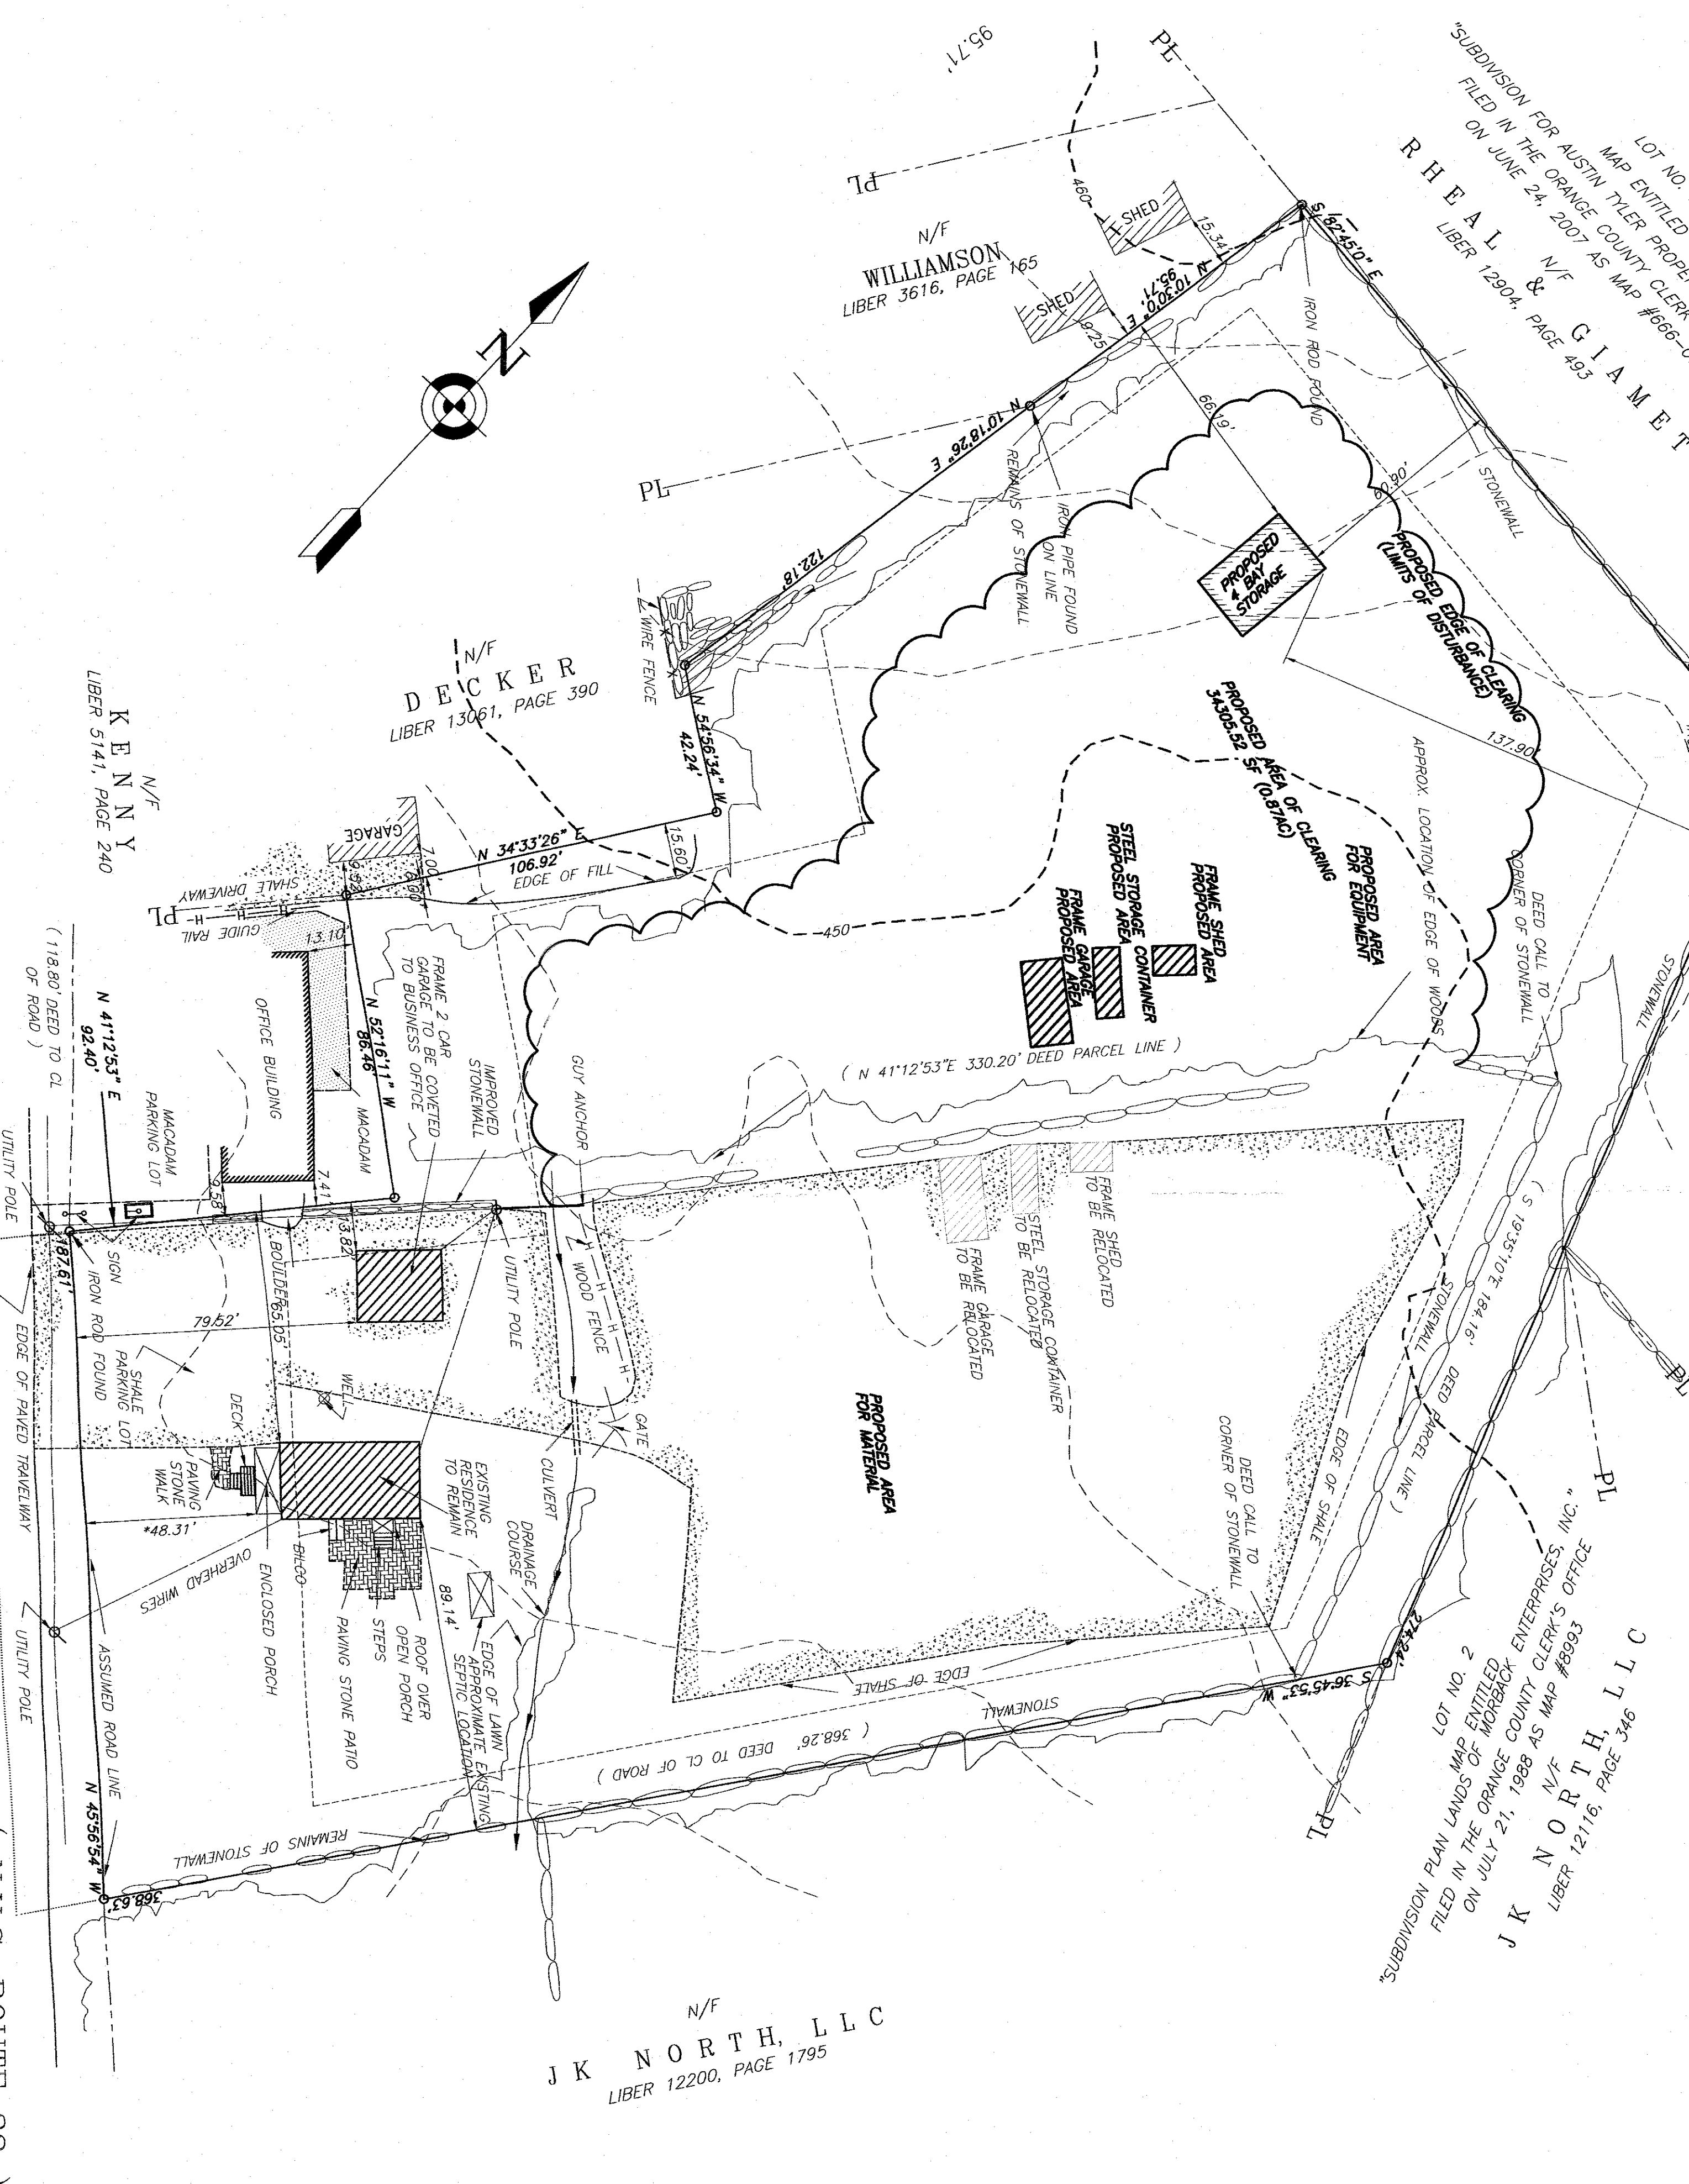 95.71'
PL
"SUBDIVISION FOR AUSTIN TYLER
FILED IN THE ORANGE COUNTY
ON JUNE 24, 2007 AS MAP
LOT NO.
MAP ENTITLED
N/F
RHEAL & GIAMET
LIBER 12904, PAGE 493
PL
460
SHED
15.34'
N/F
WILLIAMSON
LIBER 3616, PAGE 165
SHED
9.25'
N 10°30'0" E
95.71'
S 82°45'0" E
IRON ROD FOUND
N
66.19'
60.90'
STONEWALL
N 10°18'26" E
122.18'
PL
REMAINS OF STONEWALL
IRON PIPE FOUND
ON LINE
PROPOSED
4 BAY
STORAGE
PROPOSED EDGE OF CLEARING
(LIMITS OF DISTURBANCE)
137.90'
WIRE FENCE
N/F
DECKER
LIBER 13061, PAGE 390
N 54°56'34" W
42.24'
PROPOSED AREA OF CLEARING
34305.52 SF (0.87AC)
APPROX. LOCATION OF EDGE OF WOODS
PROPOSED AREA
FOR EQUIPMENT
DEED CALL TO
CORNER OF STONEWALL
STONEWALL
N/F
KENNY
LIBER 5141, PAGE 240
GARAGE
7.00'
N 34°33'26" E
106.92'
EDGE OF FILL
15.60'
SHALE DRIVEWAY
PL
GUIDE RAIL
13.10'
450
FRAME SHED
PROPOSED AREA
STEEL STORAGE CONTAINER
PROPOSED AREA
FRAME GARAGE
PROPOSED AREA
( N 41°12'53"E 330.20' DEED PARCEL LINE )
(118.80' DEED TO CL
OF ROAD )
N 41°12'53" E
92.40'
OFFICE BUILDING
N 52°16'11" W
86.46'
MACADAM
FRAME 2 CAR
GARAGE TO BE COVETED
TO BUSINESS OFFICE
IMPROVED
STONEWALL
GUY ANCHOR
MACADAM
PARKING LOT
9.58'
7.41'
13.82'
UTILITY POLE
187.61'
SIGN
IRON ROD FOUND
BOULDER
65.05'
79.52'
UTILITY POLE
WOOD FENCE
FRAME SHED
TO BE RELOCATED
STEEL STORAGE CONTAINER
TO BE RELOCATED
FRAME GARAGE
TO BE RELOCATED
( S 19°35'10"E 184.16' DEED PARCEL LINE )
STONEWALL
PL
PL
EDGE OF PAVED TRAVELWAY
SHALE
PARKING LOT
DECK
WELL
GATE
PROPOSED AREA
FOR MATERIAL
EDGE OF SHALE
DEED CALL TO
CORNER OF STONEWALL
PAVING
STONE
WALK
EXISTING
RESIDENCE
TO REMAIN
CULVERT
DRAINAGE
COURSE
*48.31'
OVERHEAD WIRES
BILCO
ENCLOSED PORCH
PAVING STONE PATIO
STEPS
ROOF OVER
OPEN PORCH
89.14'
EDGE OF LAWN
APPROXIMATE EXISTING
SEPTIC LOCATION
UTILITY POLE
ASSUMED ROAD LINE
N 45°56'54" W
EDGE OF SHALE
STONEWALL
( 368.26' DEED TO CL OF ROAD )
S 36°45'53" W
274.24'
REMAINS OF STONEWALL
368.63'
PL
LOT NO. 2
MAP ENTITLED
"SUBDIVISION PLAN LANDS OF MORBACK ENTERPRISES, INC."
FILED IN THE ORANGE COUNTY CLERK'S OFFICE
ON JULY 21, 1988 AS MAP #8993
N/F
JK NORTH, LLC
LIBER 12116, PAGE 346
N/F
JK NORTH, LLC
LIBER 12200, PAGE 1795